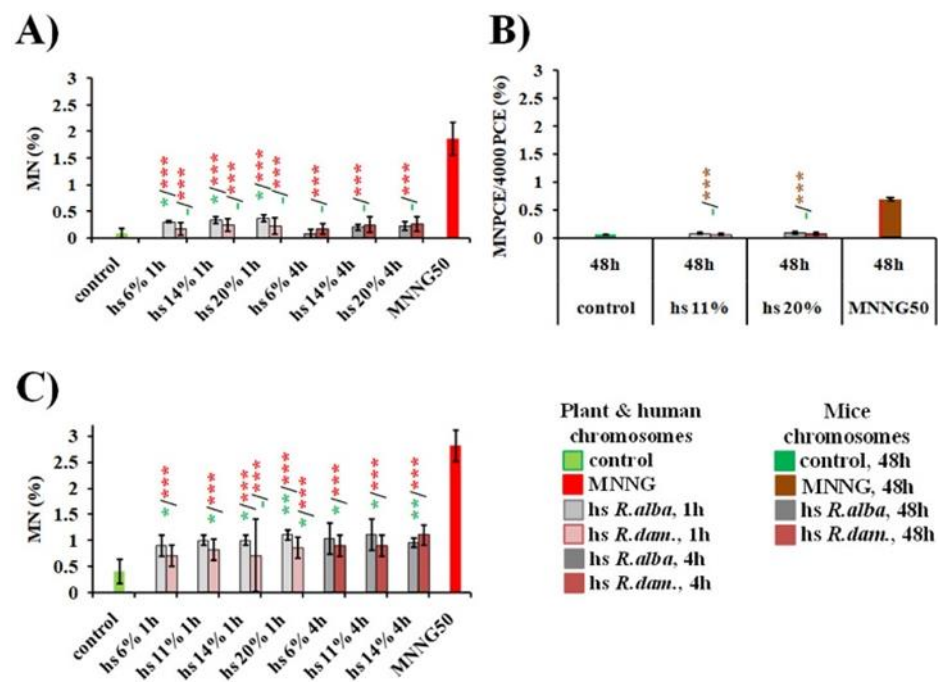 A)
MN (%)
3
2.5
2
1.5
1
0.5
0
* / ***
- / ***
* / ***
- / ***
* / ***
- / ***
- / ***
- / ***
- / ***
control
hs 6% 1h
hs 14% 1h
hs 20% 1h
hs 6% 4h
hs 14% 4h
hs 20% 4h
MNNG50
B)
MNPCE/4000 PCE (%)
3
2.5
2
1.5
1
0.5
0
- / ***
- / ***
48h 48h 48h 48h
control hs 11% hs 20% MNNG50
C)
MN (%)
3
2.5
2
1.5
1
0.5
0
* / ***
* / ***
* / ***
- / ***
** / ***
* / ***
* / ***
* / ***
** / ***
control
hs 6% 1h
hs 11% 1h
hs 14% 1h
hs 20% 1h
hs 6% 4h
hs 11% 4h
hs 14% 4h
MNNG50
Plant & human
chromosomes
control
MNNG
hs R.alba, 1h
hs R.dam., 1h
hs R.alba, 4h
hs R.dam., 4h
Mice
chromosomes
control, 48h
MNNG, 48h
hs R.alba, 48h
hs R.dam., 48h